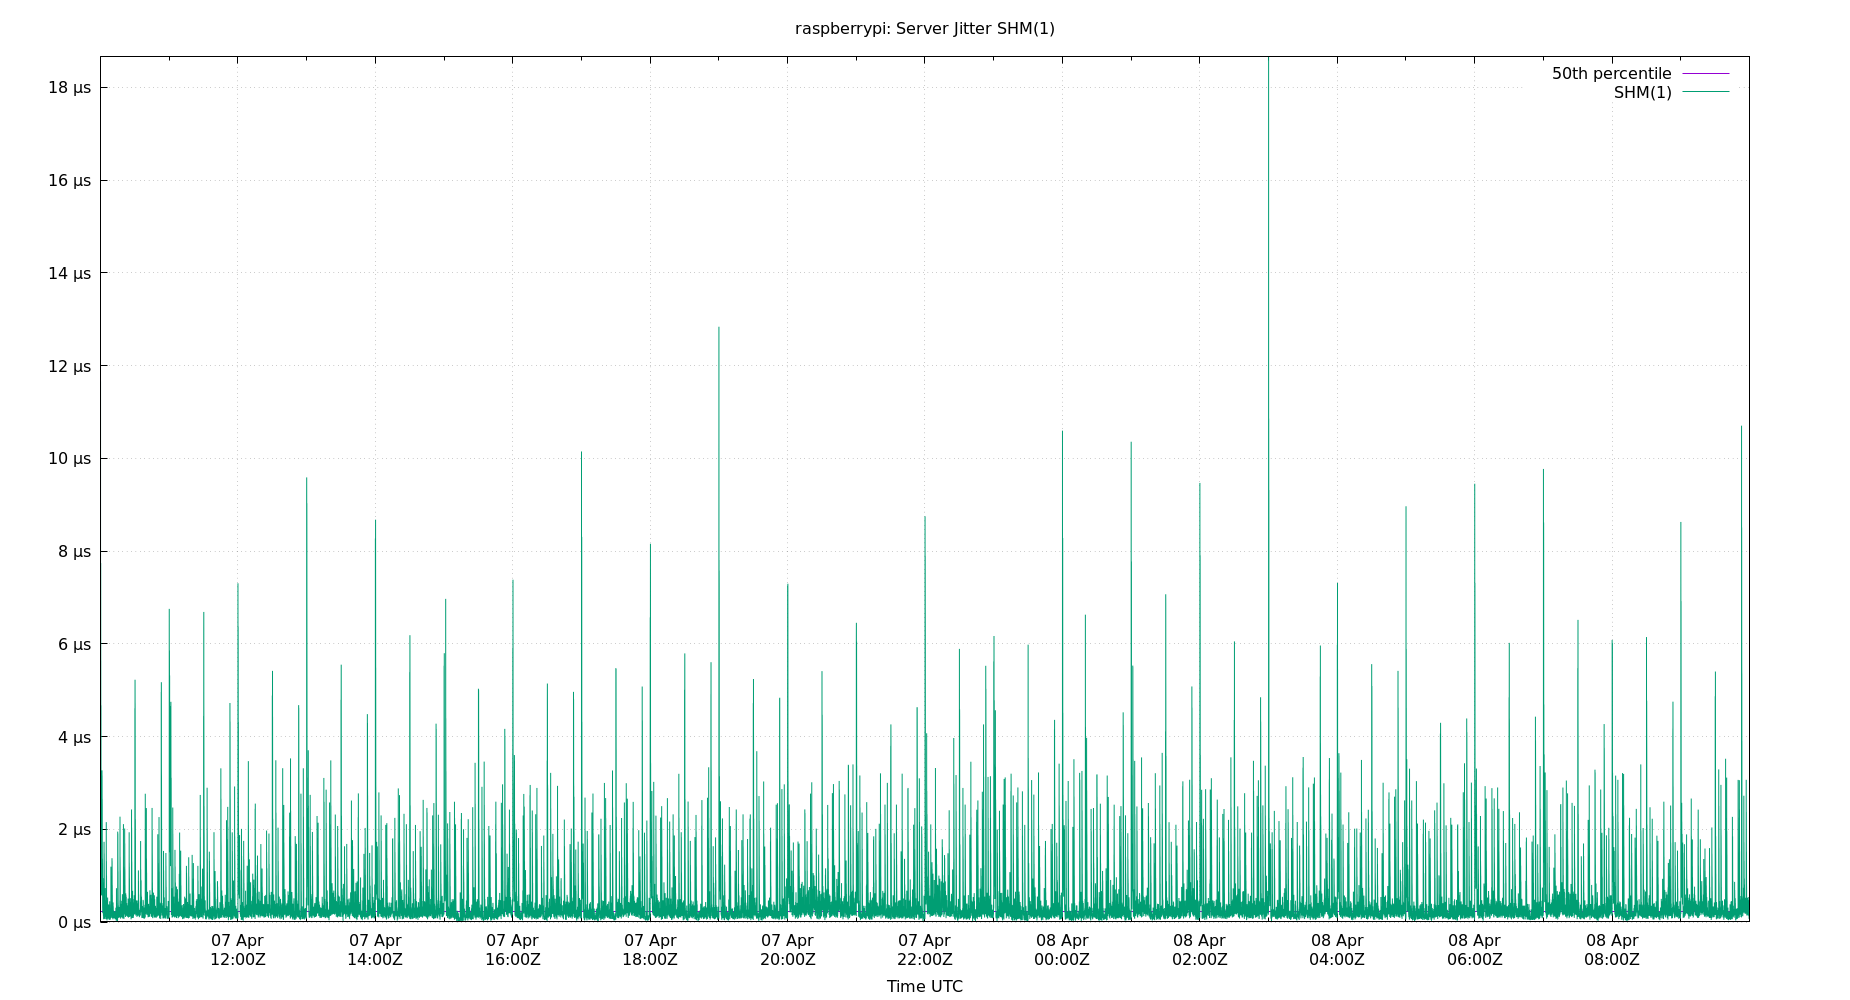 raspberrypi: Server Jitter SHM(1)
50th percentile
SHM(1)
18 µs
16 µs
14 µs
12 µs
10 µs
8 µs
6 µs
4 µs
2 µs
0 µs
07 Apr 07 Apr 07 Apr 07 Apr 07 Apr 07 Apr 08 Apr 08 Apr 08 Apr 08 Apr 08 Apr
12:00Z 14:00Z 16:00Z 18:00Z 20:00Z 22:00Z 00:00Z 02:00Z 04:00Z 06:00Z 08:00Z
Time UTC